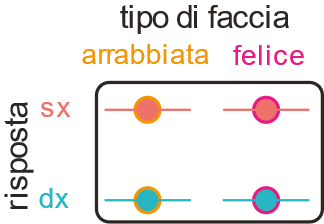 tipo di faccia
arrabbiata felice
risposta
sx
dx